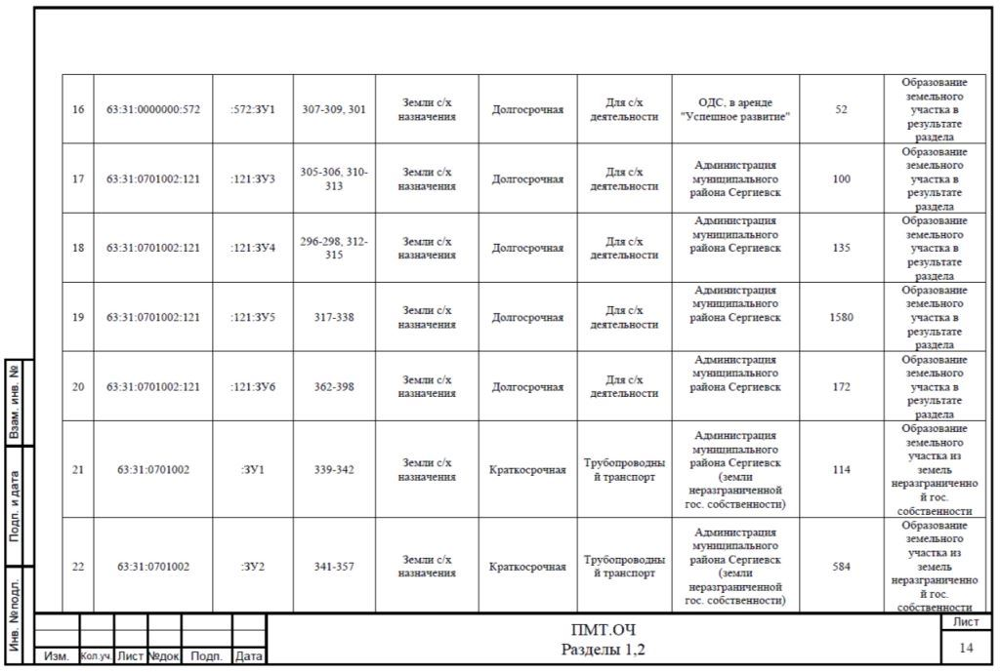 16 63:31:0000000:572 :572:ЗУ1 307-309, 301 Земли с/х назначения Долгосрочная Для с/х деятельности ОДС, в аренде "Успешное развитие" 52 Образование земельного участка в результате раздела
17 63:31:0701002:121 :121:ЗУ3 305-306, 310-313 Земли с/х назначения Долгосрочная Для с/х деятельности Администрация муниципального района Сергиевск 100 Образование земельного участка в результате раздела
18 63:31:0701002:121 :121:ЗУ4 296-298, 312-315 Земли с/х назначения Долгосрочная Для с/х деятельности Администрация муниципального района Сергиевск 135 Образование земельного участка в результате раздела
19 63:31:0701002:121 :121:ЗУ5 317-338 Земли с/х назначения Долгосрочная Для с/х деятельности Администрация муниципального района Сергиевск 1580 Образование земельного участка в результате раздела
20 63:31:0701002:121 :121:ЗУ6 362-398 Земли с/х назначения Долгосрочная Для с/х деятельности Администрация муниципального района Сергиевск 172 Образование земельного участка в результате раздела
21 63:31:0701002 :ЗУ1 339-342 Земли с/х назначения Краткосрочная Трубопроводны й транспорт Администрация муниципального района Сергиевск (земли неразграниченной гос. собственности) 114 Образование земельного участка из земель неразграниченно й гос. собственности
22 63:31:0701002 :ЗУ2 341-357 Земли с/х назначения Краткосрочная Трубопроводны й транспорт Администрация муниципального района Сергиевск (земли неразграниченной гос. собственности) 584 Образование земельного участка из земель неразграниченно й гос. собственности
Взам. инв. №
Подп. и дата
Инв. №подл.
Изм. Кол.уч. Лист №док. Подп. Дата
ПМТ.ОЧ
Разделы 1,2
Лист
14